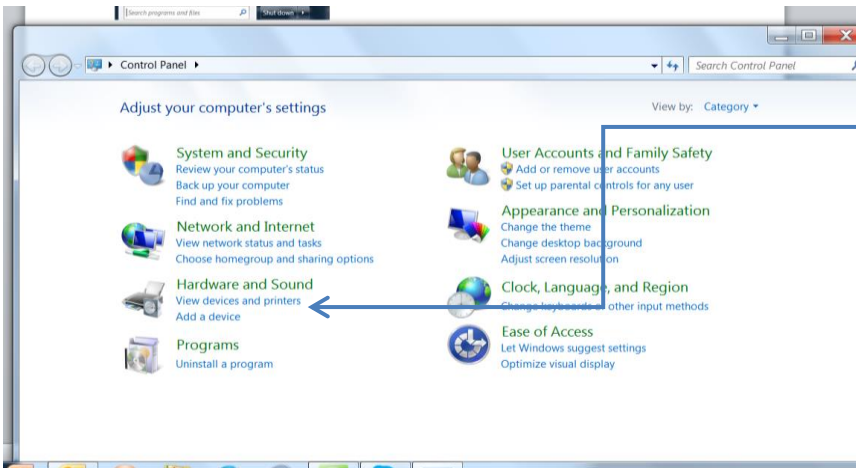 Search programs and files
Shut down
Control Panel
Search Control Panel
Adjust your computer's settings
View by: Category
System and Security
Review your computer's status
Back up your computer
Find and fix problems
Network and Internet
View network status and tasks
Choose homegroup and sharing options
Hardware and Sound
View devices and printers
Add a device
Programs
Uninstall a program
User Accounts and Family Safety
Add or remove user accounts
Set up parental controls for any user
Appearance and Personalization
Change the theme
Change desktop background
Adjust screen resolution
Clock, Language, and Region
Change keyboards or other input methods
Ease of Access
Let Windows suggest settings
Optimize visual display